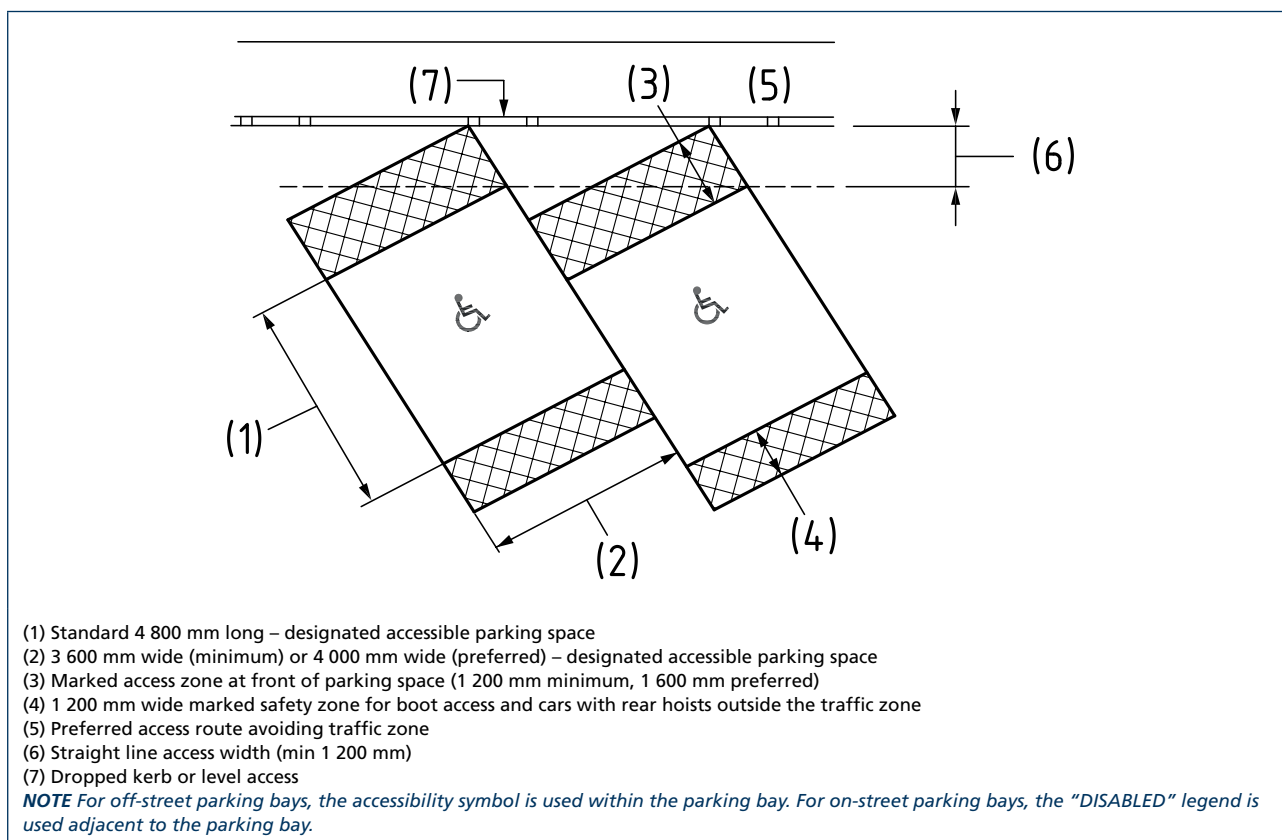 (7)
(3)
(5)
(6)
(1)
(4)
(2)
(1) Standard 4 800 mm long – designated accessible parking space
(2) 3 600 mm wide (minimum) or 4 000 mm wide (preferred) – designated accessible parking space
(3) Marked access zone at front of parking space (1 200 mm minimum, 1 600 mm preferred)
(4) 1 200 mm wide marked safety zone for boot access and cars with rear hoists outside the traffic zone
(5) Preferred access route avoiding traffic zone
(6) Straight line access width (min 1 200 mm)
(7) Dropped kerb or level access
NOTE For off-street parking bays, the accessibility symbol is used within the parking bay. For on-street parking bays, the “DISABLED” legend is
used adjacent to the parking bay.